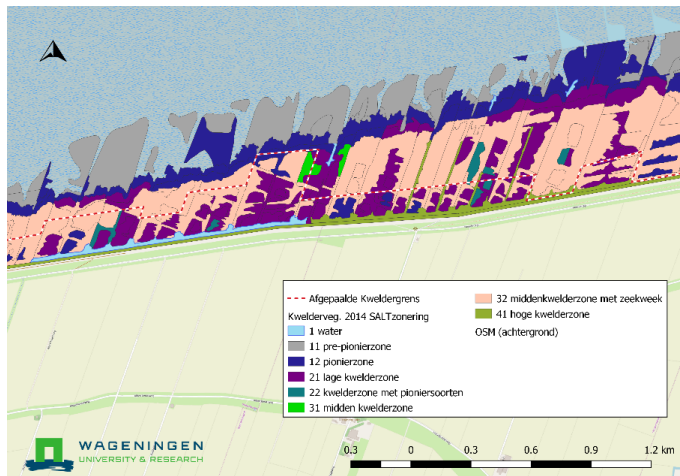 Afgepaalde Kweldergrens
Kwelderveg. 2014 SALTzonering
1 water
11 pre-pionierzone
12 pionierzone
21 lage kwelderzone
22 kwelderzone met pioniersoorten
31 midden kwelderzone
32 middenkwelderzone met zeekweek
41 hoge kwelderzone
OSM (achtergrond)
WAGENINGEN
UNIVERSITY & RESEARCH
0.3 0 0.3 0.6 0.9 1.2 km